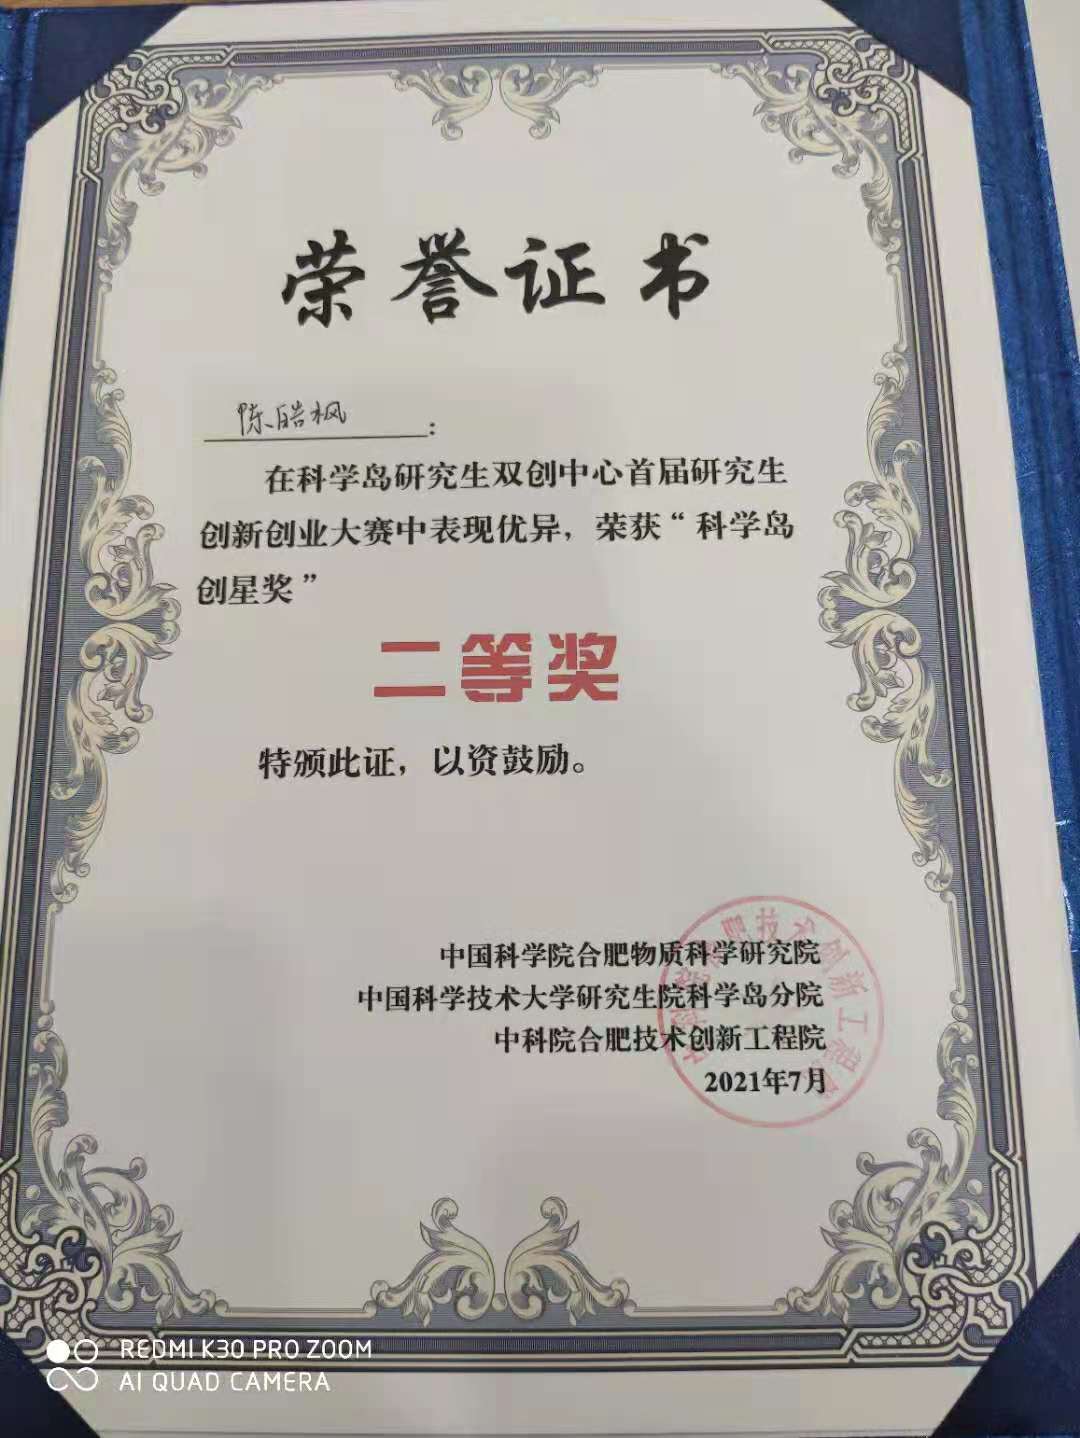 荣誉证书
陈皓枫：
在科学岛研究生双创中心首届研究生
创新创业大赛中表现优异，荣获“科学岛
创星奖”
二等奖
特颁此证，以资鼓励。
中国科学院合肥物质科学研究院
中国科学技术大学研究生院科学岛分院
中科院合肥技术创新工程院
2021年7月
肥技术创新工程
REDMI K30 PRO ZOOM
AI QUAD CAMERA